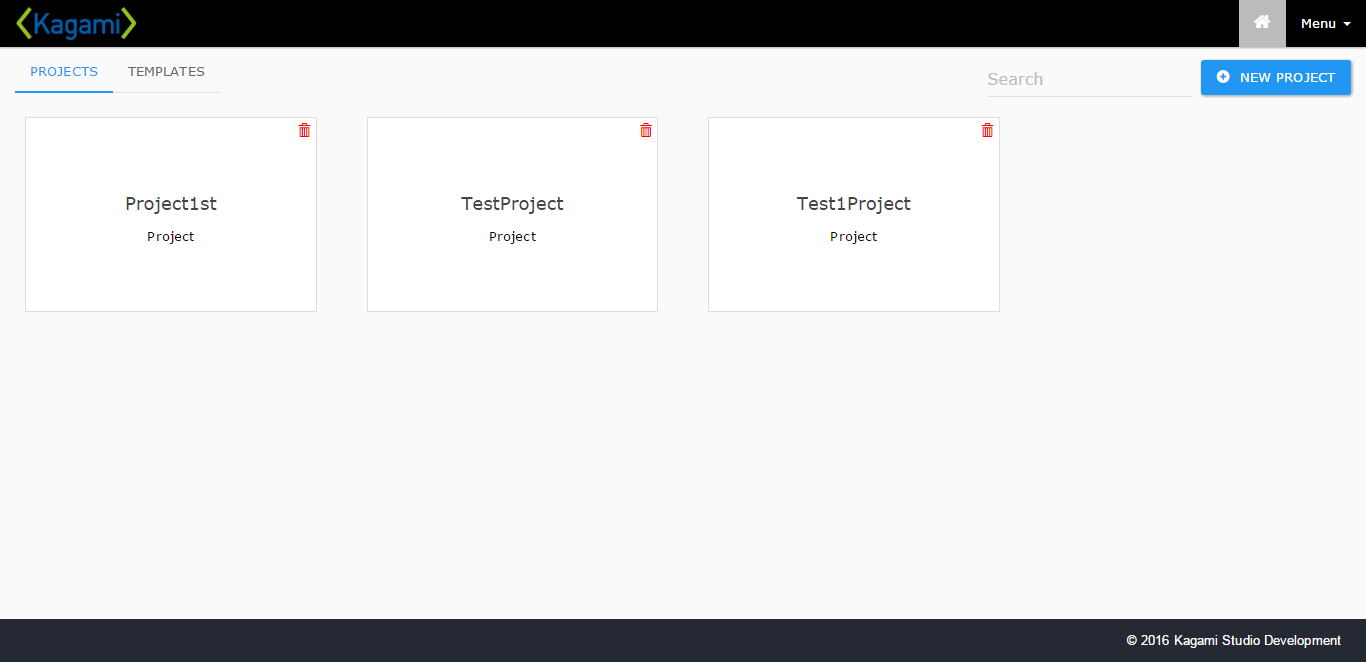 <Kagami>
Menu
PROJECTS TEMPLATES
Search
NEW PROJECT
Project1st
Project
TestProject
Project
Test1Project
Project
© 2016 Kagami Studio Development